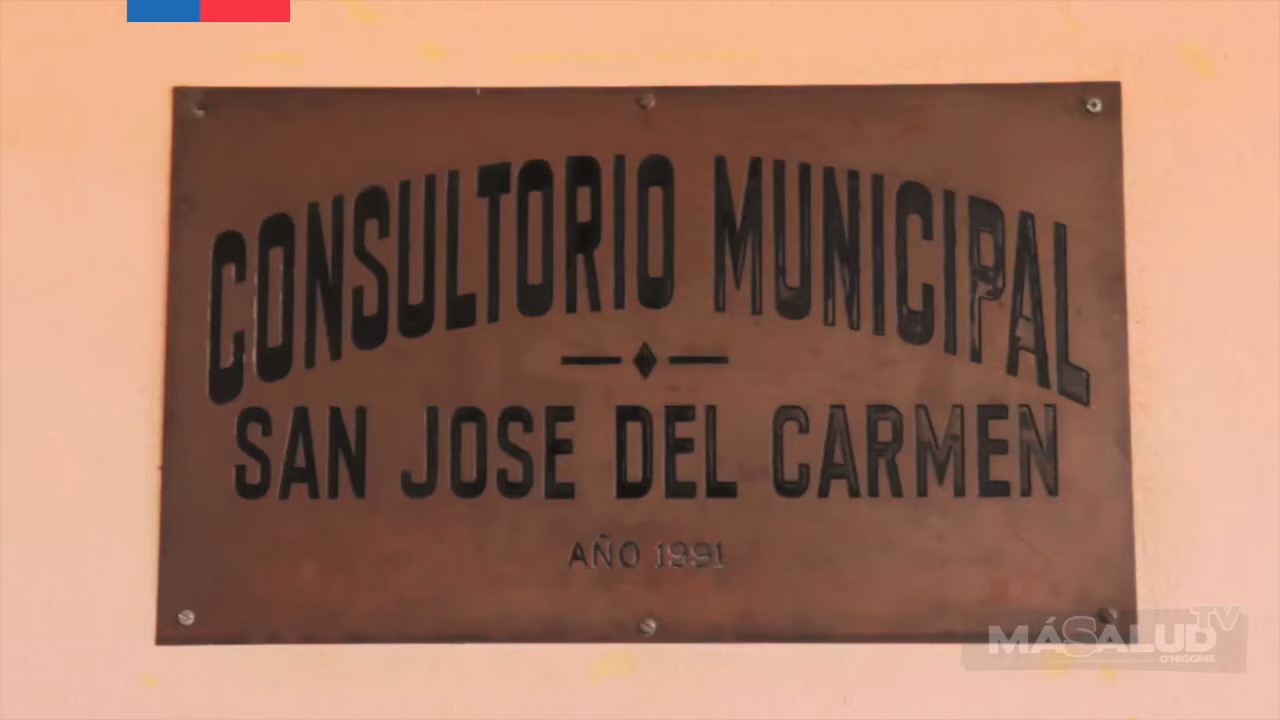 CONSULTORIO MUNICIPAL
SAN JOSE DEL CARMEN
AÑO 1991
MÁSALUD TV
O'HIGGINS